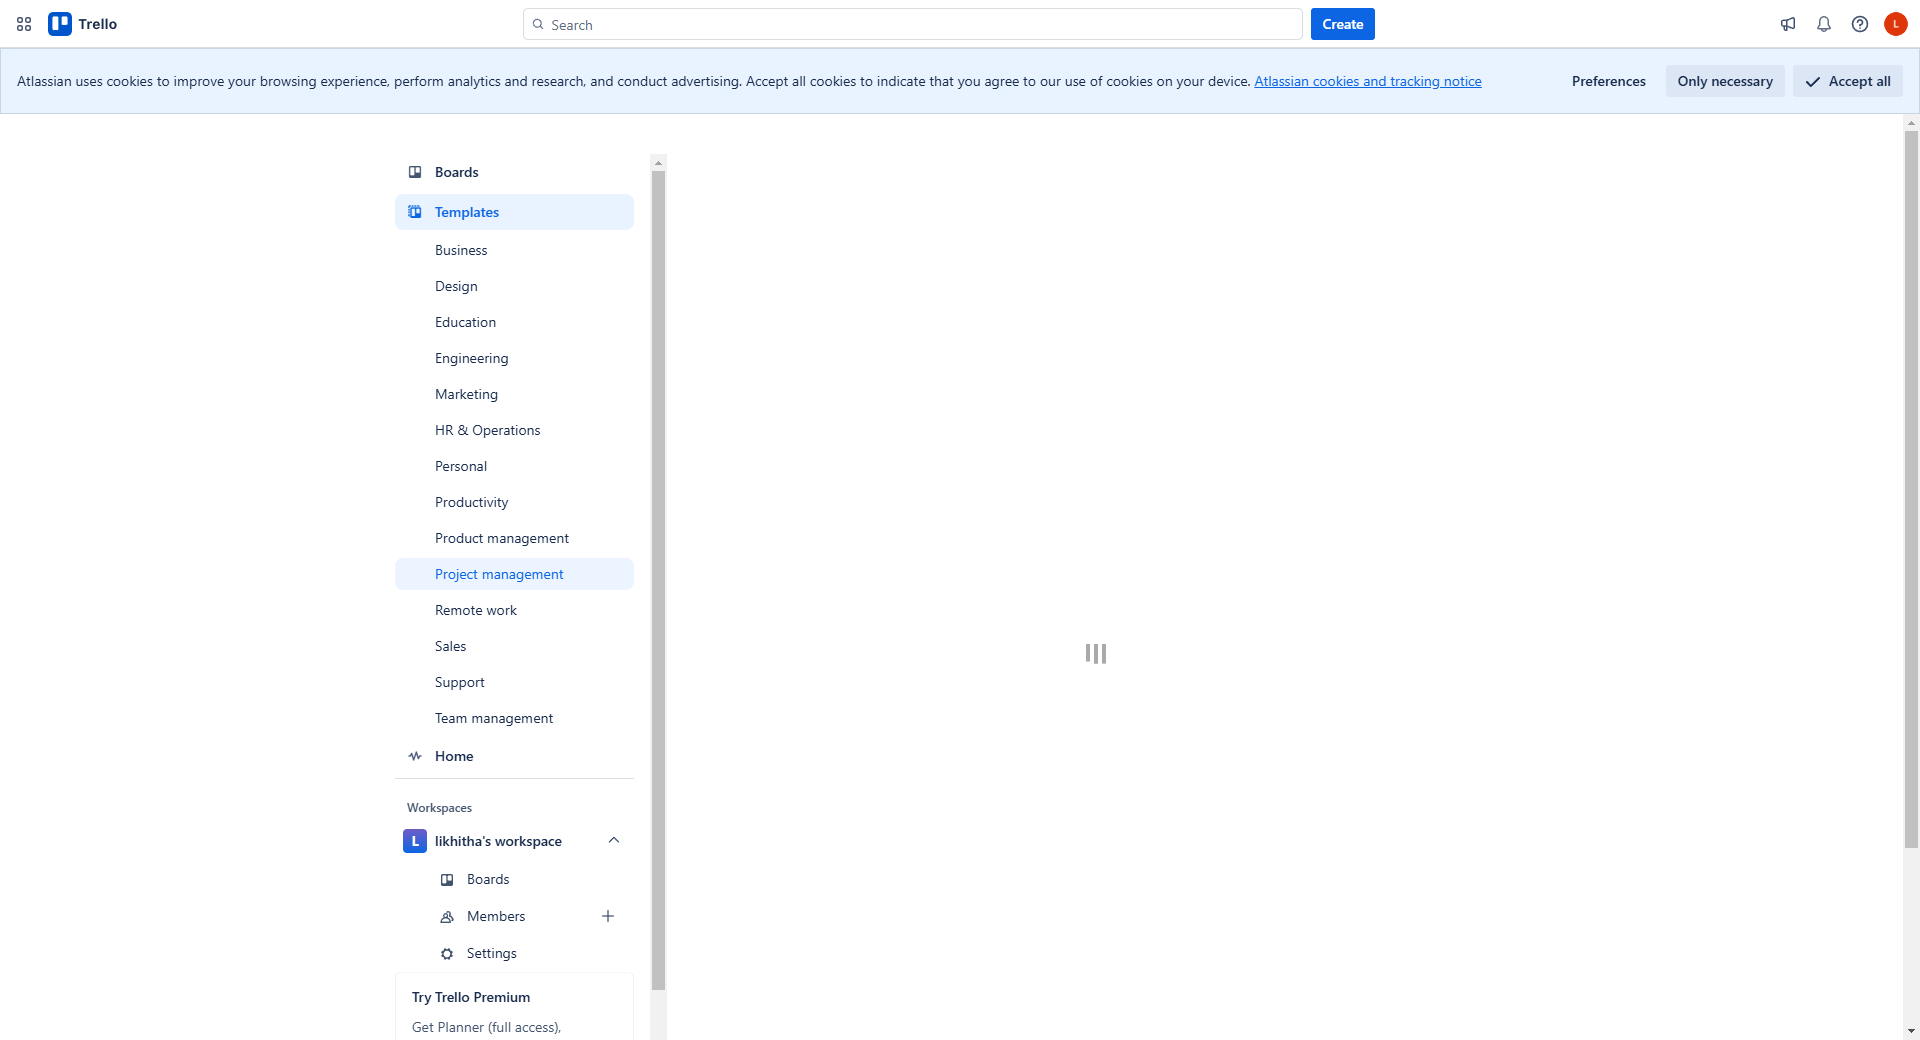 Trello
Search
Create
L
Atlassian uses cookies to improve your browsing experience, perform analytics and research, and conduct advertising. Accept all cookies to indicate that you agree to our use of cookies on your device. Atlassian cookies and tracking notice
Preferences
Only necessary
Accept all
Boards
Templates
Business
Design
Education
Engineering
Marketing
HR & Operations
Personal
Productivity
Product management
Project management
Remote work
Sales
Support
Team management
Home
Workspaces
L likhitha's workspace
Boards
Members
Settings
Try Trello Premium
Get Planner (full access),